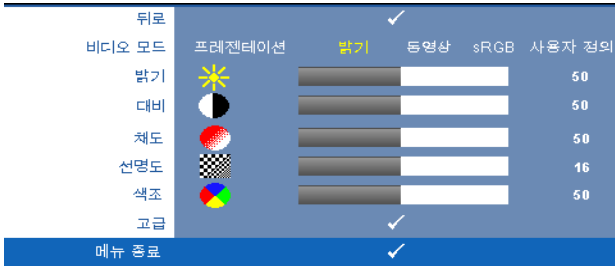 뒤로
비디오 모드 프레젠테이션 밝기 동영상 sRGB 사용자 정의
밝기 50
대비 50
채도 50
선명도 16
색조 50
고급
메뉴 종료